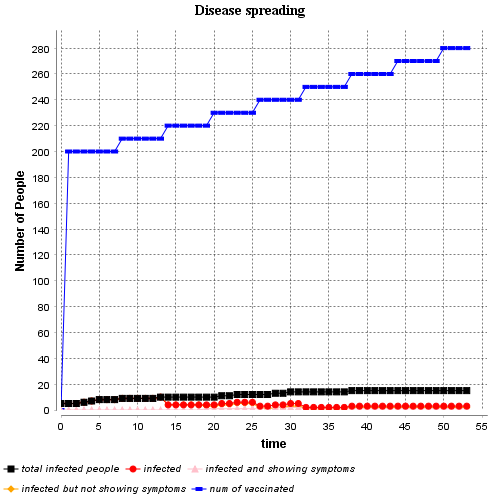 Disease spreading
280
260
240
220
200
180
160
140
120
100
80
60
40
20
0
Number of People
0 5 10 15 20 25 30 35 40 45 50 55
time
total infected people infected infected and showing symptoms
infected but not showing symptoms num of vaccinated